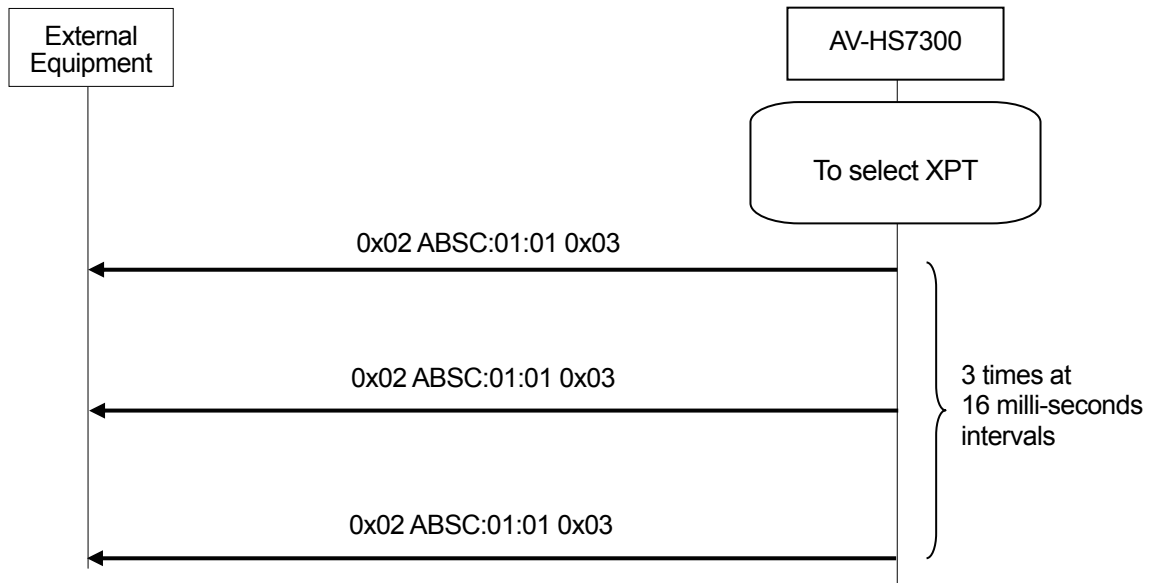 External
Equipment
AV-HS7300
To select XPT
0x02 ABSC:01:01 0x03
0x02 ABSC:01:01 0x03
3 times at
16 milli-seconds
intervals
0x02 ABSC:01:01 0x03